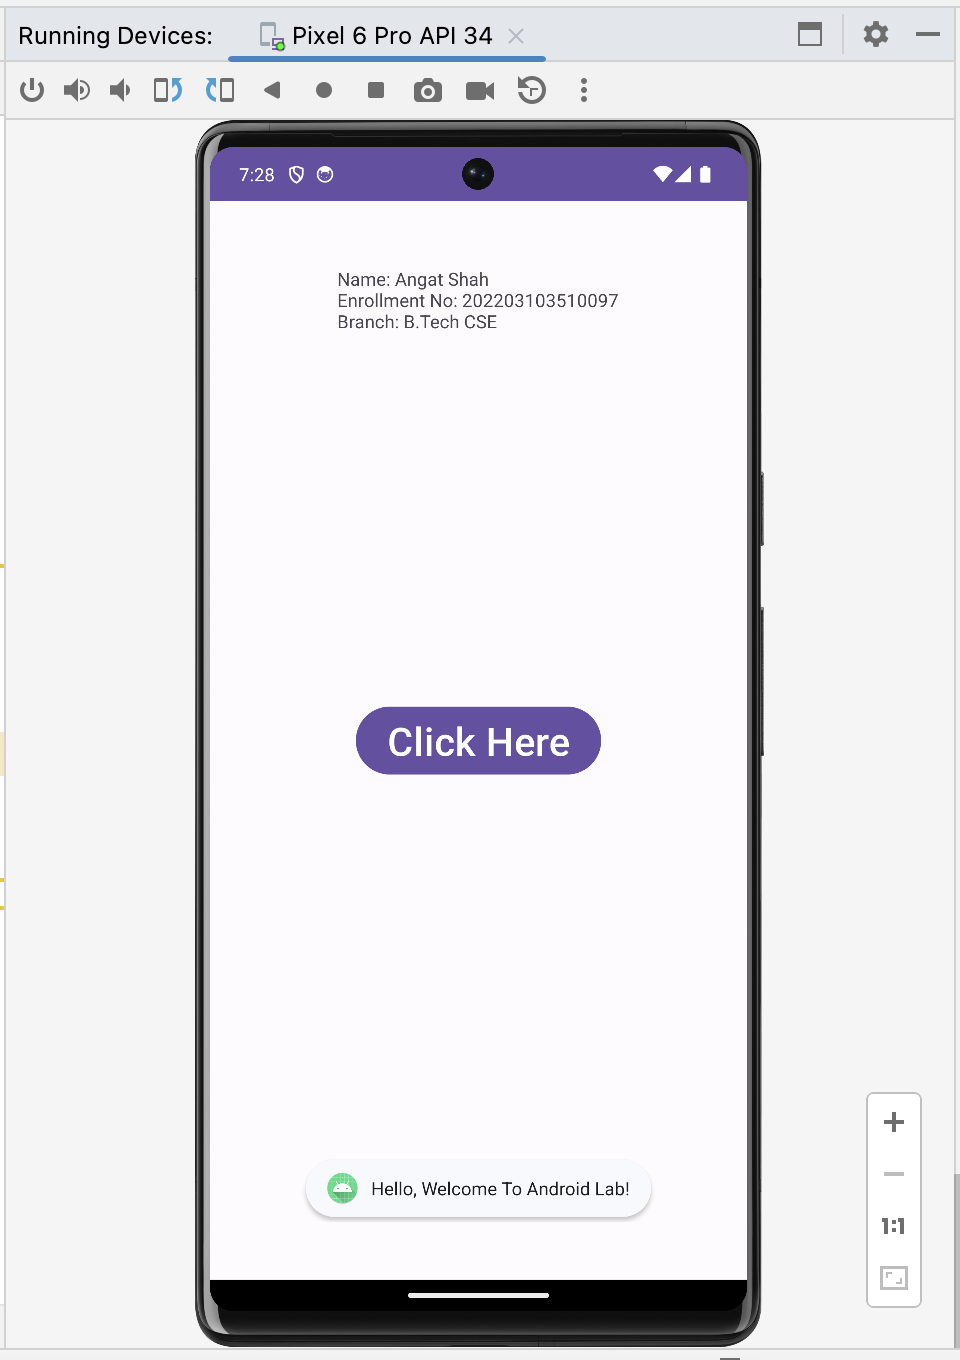 Running Devices: Pixel 6 Pro API 34
7:28
Name: Angat Shah
Enrollment No: 202203103510097
Branch: B.Tech CSE
Click Here
Hello, Welcome To Android Lab!
1:1